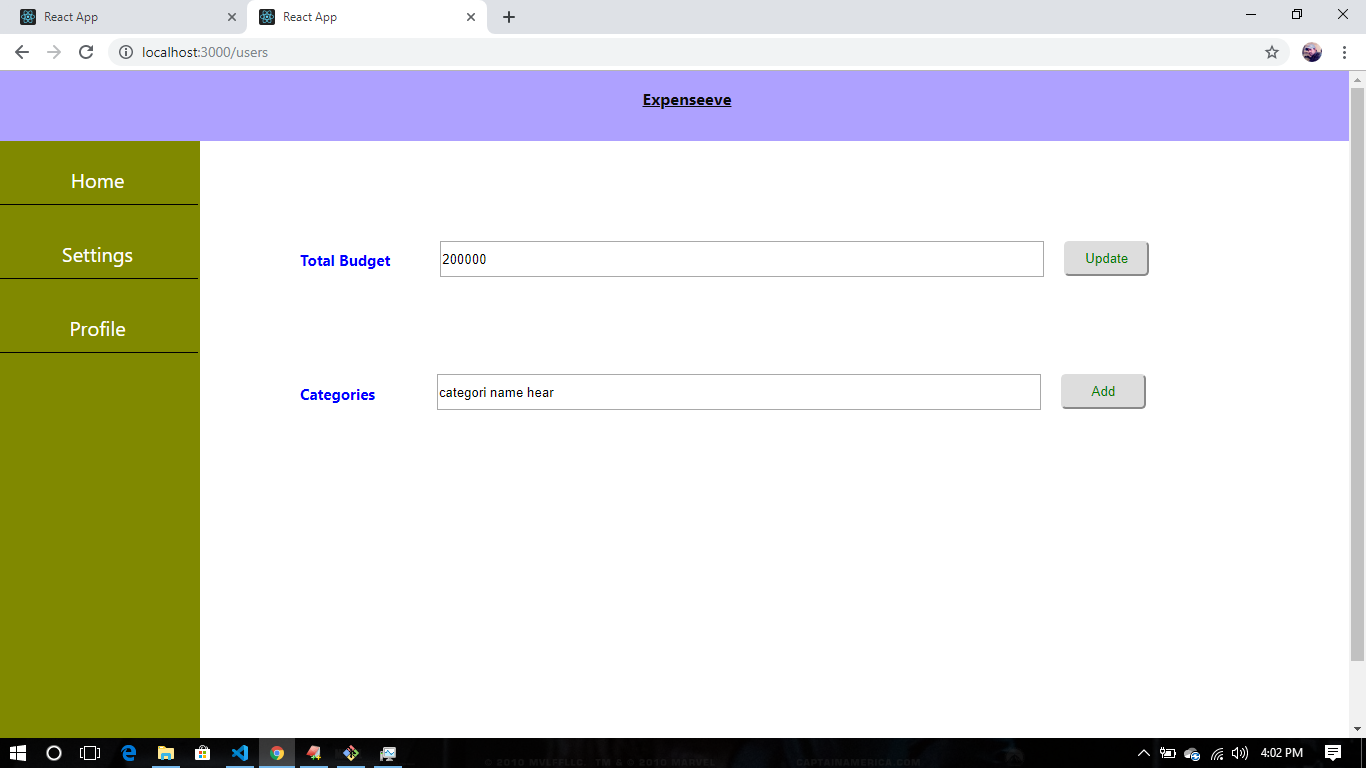 React App
React App
localhost:3000/users
Expenseeve
Home
Settings
Profile
Total Budget
200000
Update
Categories
categori name hear
Add
© 2010 MVLFFLLC. TM & © 2010 MARVEL
CAPTAINAMERICA.COM
4:02 PM